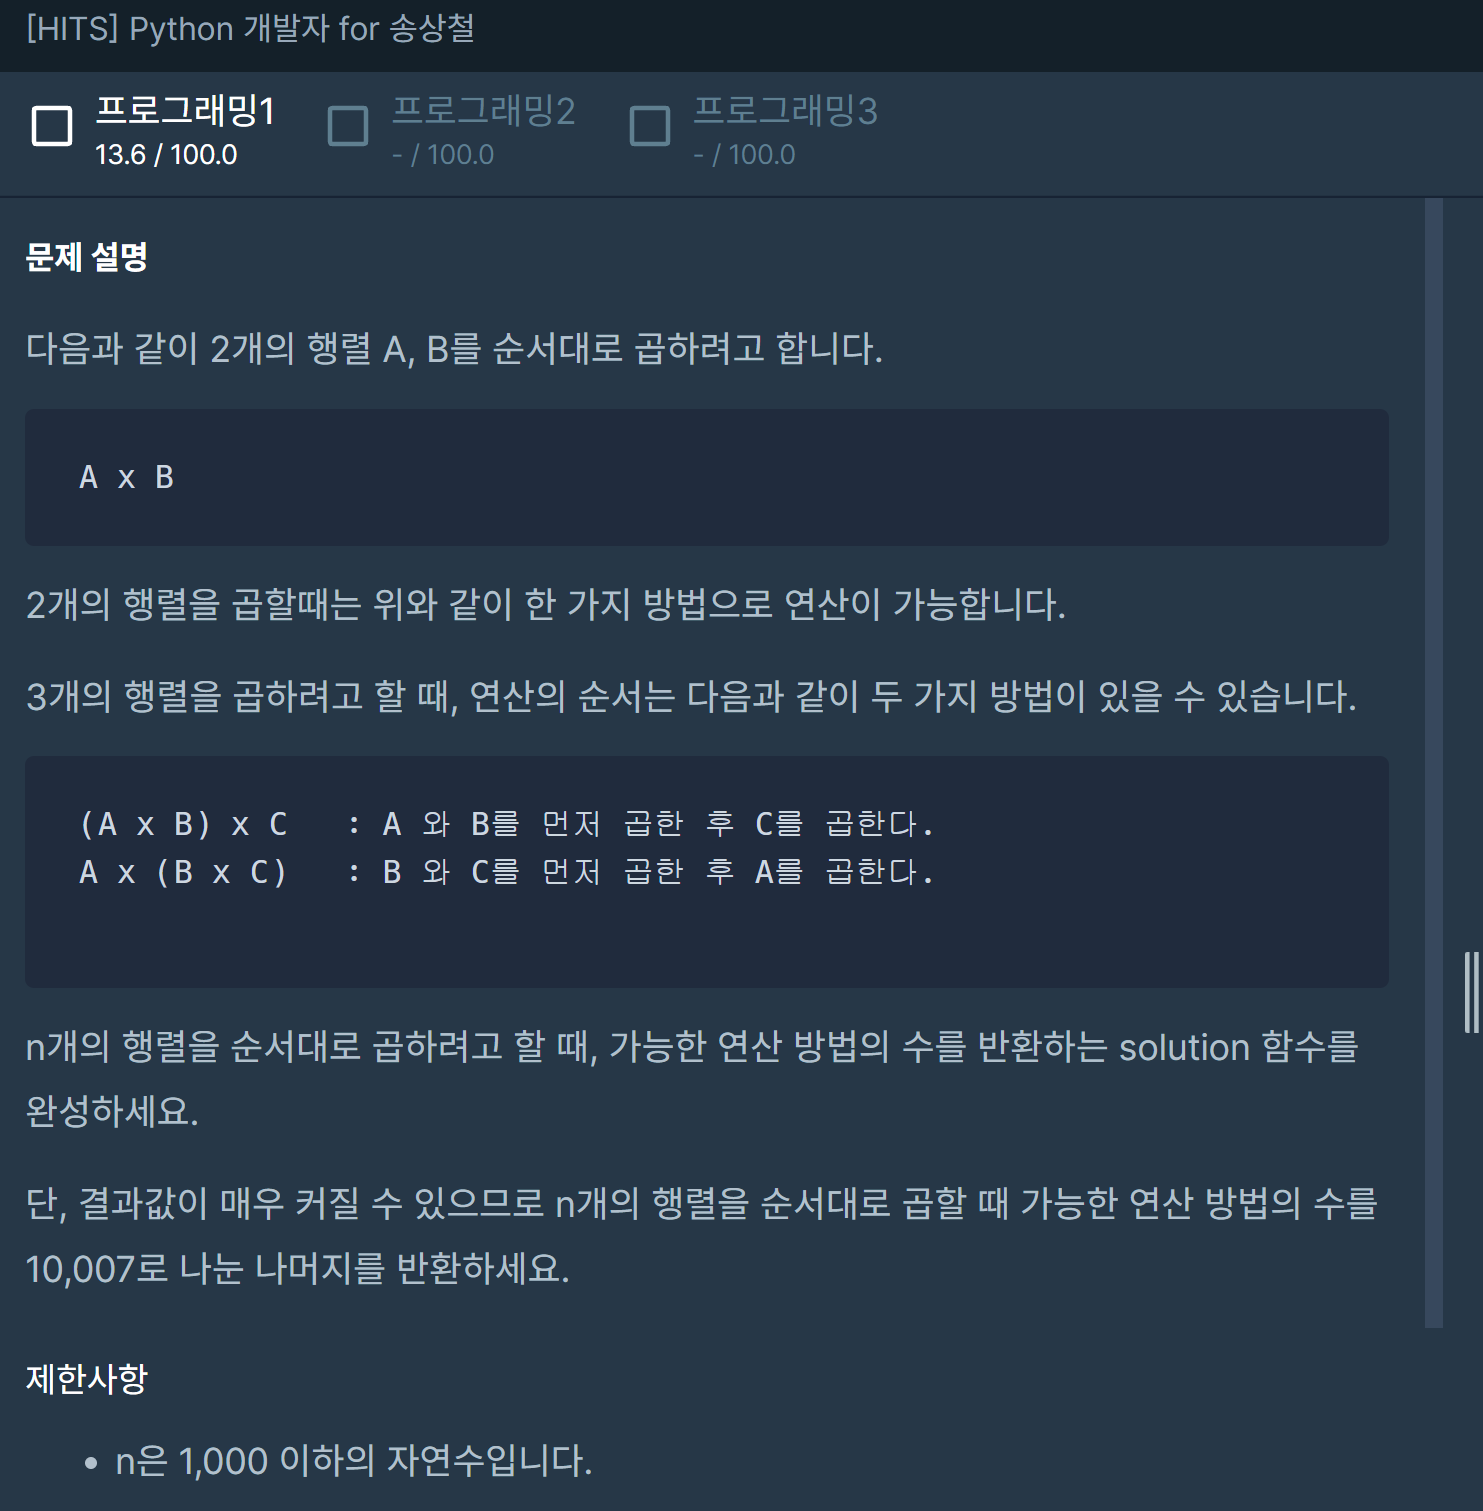 [HITS] Python 개발자 for 송상철
프로그래밍1
13.6 / 100.0
프로그래밍2
- / 100.0
프로그래밍3
- / 100.0
문제 설명
다음과 같이 2개의 행렬 A, B를 순서대로 곱하려고 합니다.
A x B
2개의 행렬을 곱할때는 위와 같이 한 가지 방법으로 연산이 가능합니다.
3개의 행렬을 곱하려고 할 때, 연산의 순서는 다음과 같이 두 가지 방법이 있을 수 있습니다.
(A x B) x C   : A 와 B를 먼저 곱한 후 C를 곱한다.
A x (B x C)   : B 와 C를 먼저 곱한 후 A를 곱한다.
n개의 행렬을 순서대로 곱하려고 할 때, 가능한 연산 방법의 수를 반환하는 solution 함수를
완성하세요.
단, 결과값이 매우 커질 수 있으므로 n개의 행렬을 순서대로 곱할 때 가능한 연산 방법의 수를
10,007로 나눈 나머지를 반환하세요.
제한사항
• n은 1,000 이하의 자연수입니다.